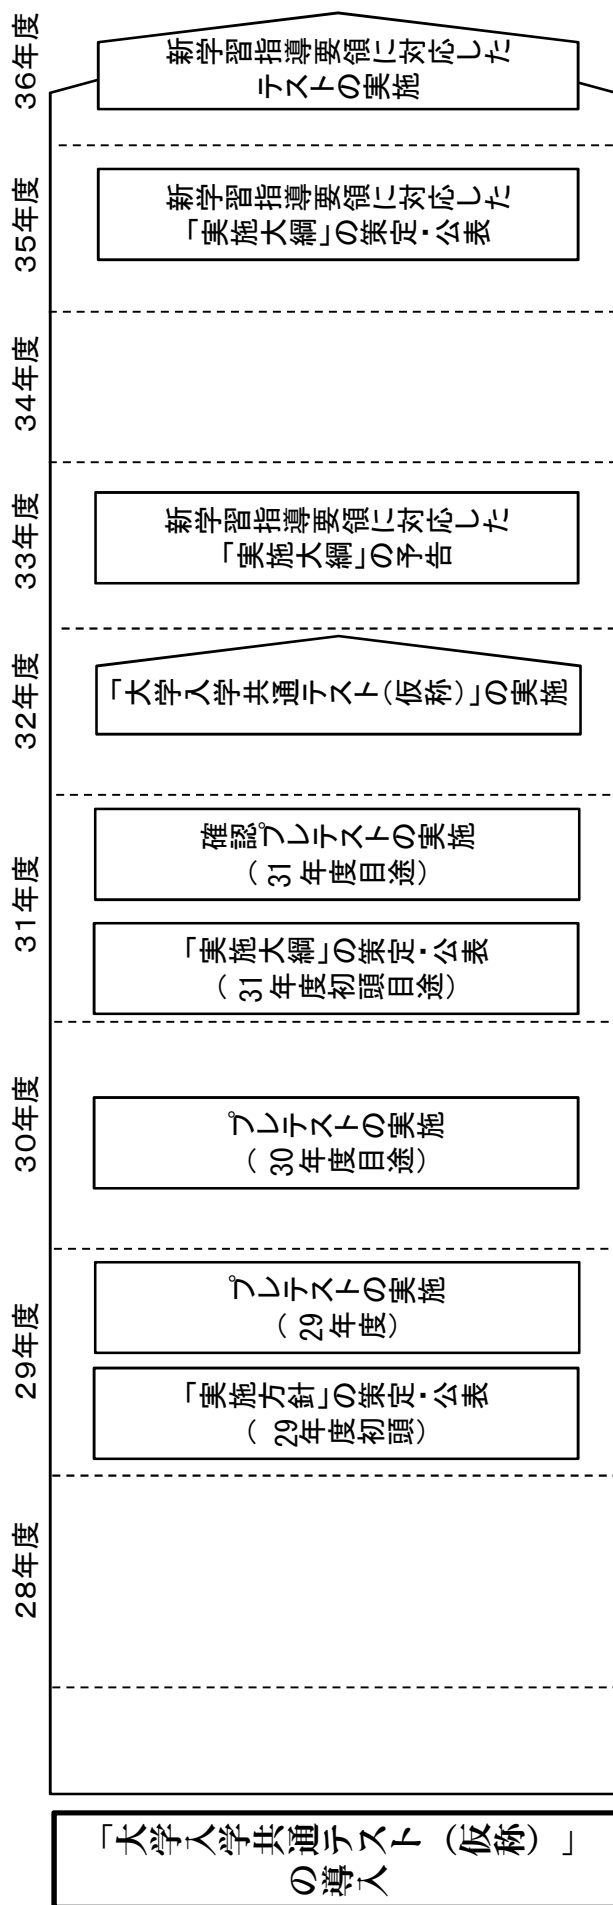 「大学入学共通テスト（仮称）」
の導入
28年度
29年度
「実施方針」の策定・公表
（ 29年度初頭）
プレテストの実施
（ 29 年度）
30年度
プレテストの実施
（ 30 年度目途）
31年度
「実施大綱」の策定・公表
（ 31 年度初頭目途）
確認プレテストの実施
（ 31 年度目途）
32年度
「大学入学共通テスト（仮称）」の実施
33年度
新学習指導要領に対応した
「実施大綱」の予告
34年度
35年度
新学習指導要領に対応した
「実施大綱」の策定・公表
36年度
新学習指導要領に対応した
テストの実施